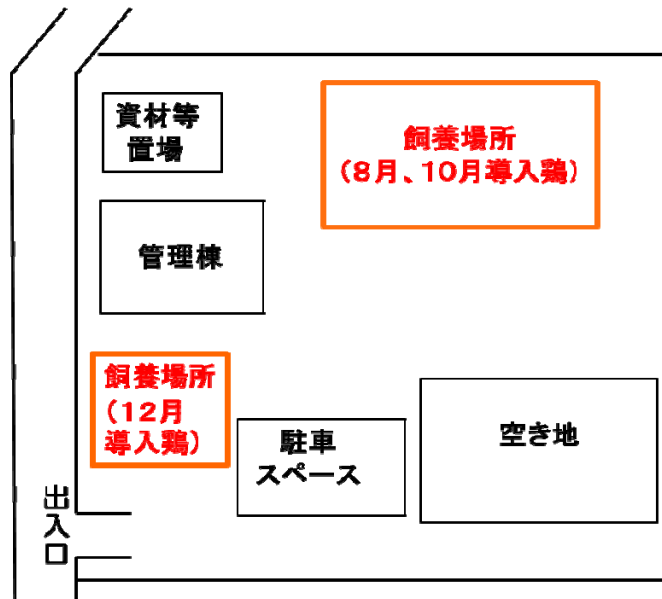 資材等
置場
飼養場所
(8月、10月導入鶏)
管理棟
飼養場所
(12月
導入鶏)
駐車
スペース
空き地
出入口